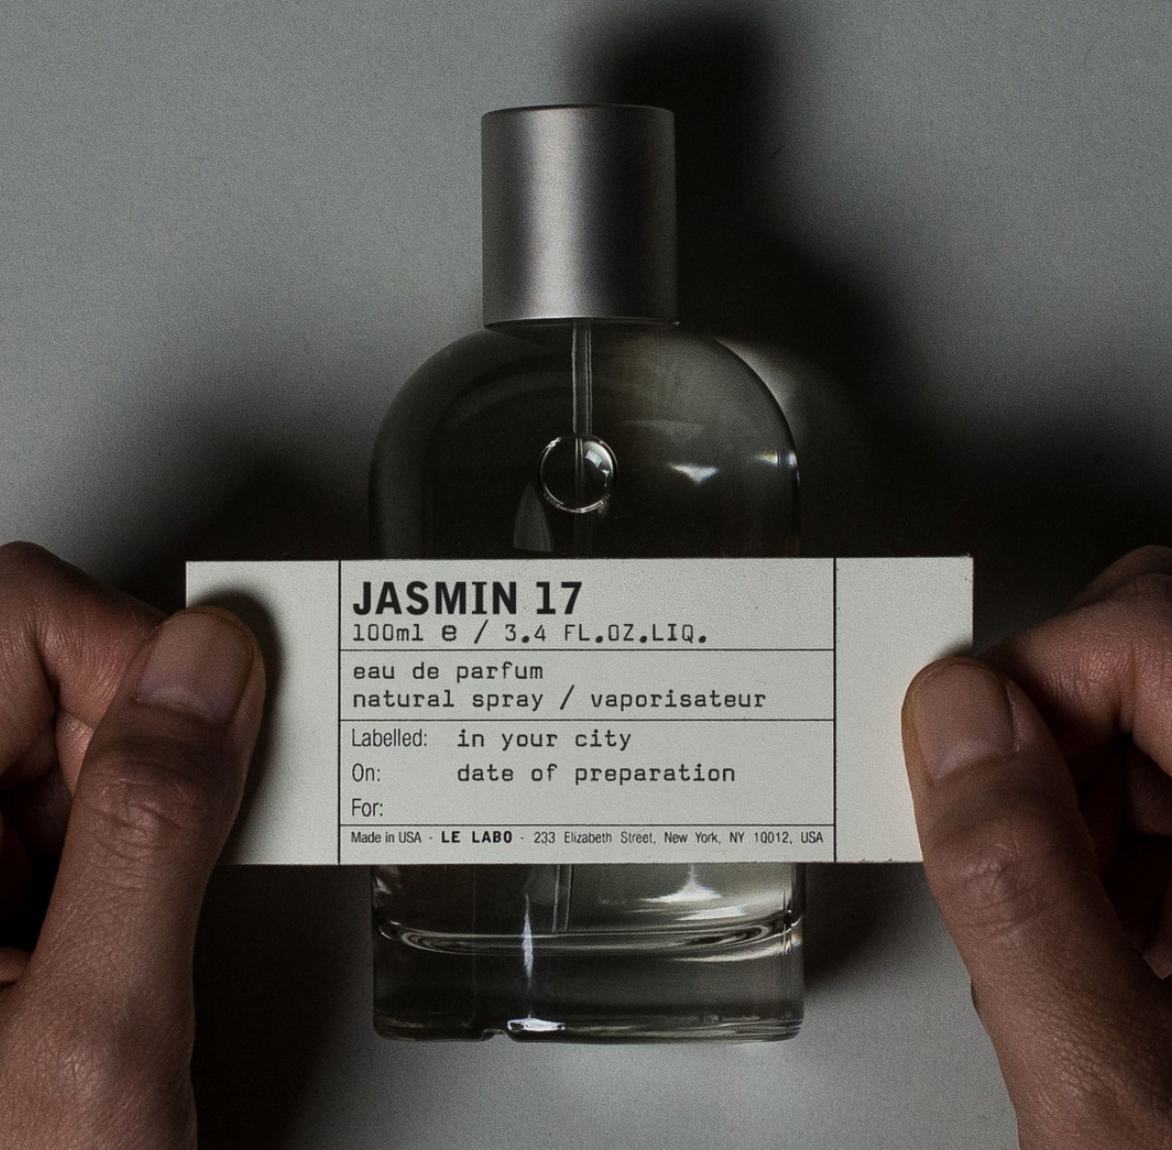 JASMIN 17
100ml e / 3.4 FL.OZ.LIQ.
eau de parfum
natural spray / vaporisateur
Labelled: in your city
On: date of preparation
For:
Made in USA - LE LABO - 233 Elizabeth Street, New York, NY 10012, USA